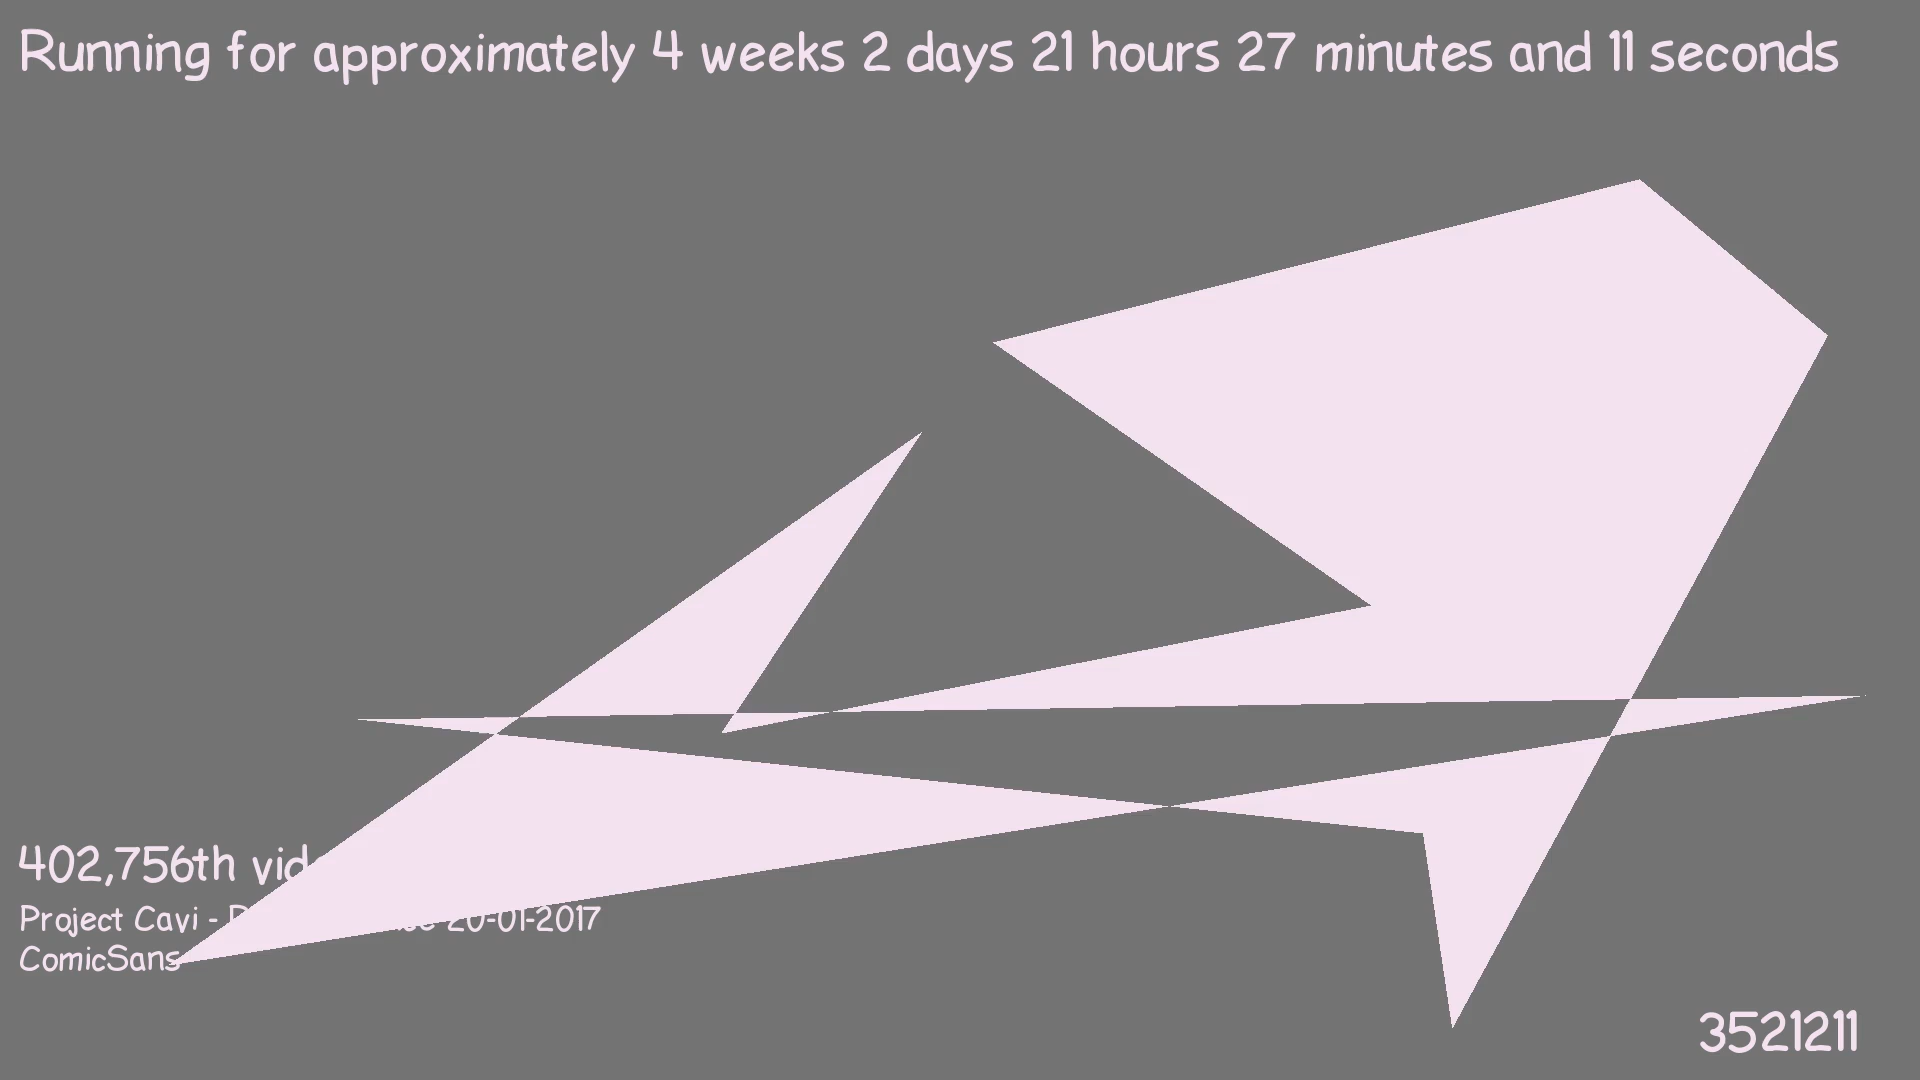 Running for approximately 4 weeks 2 days 21 hours 27 minutes and 11 seconds
402,756th
Project Cavi - 20-01-2017
ComicSans
3521211